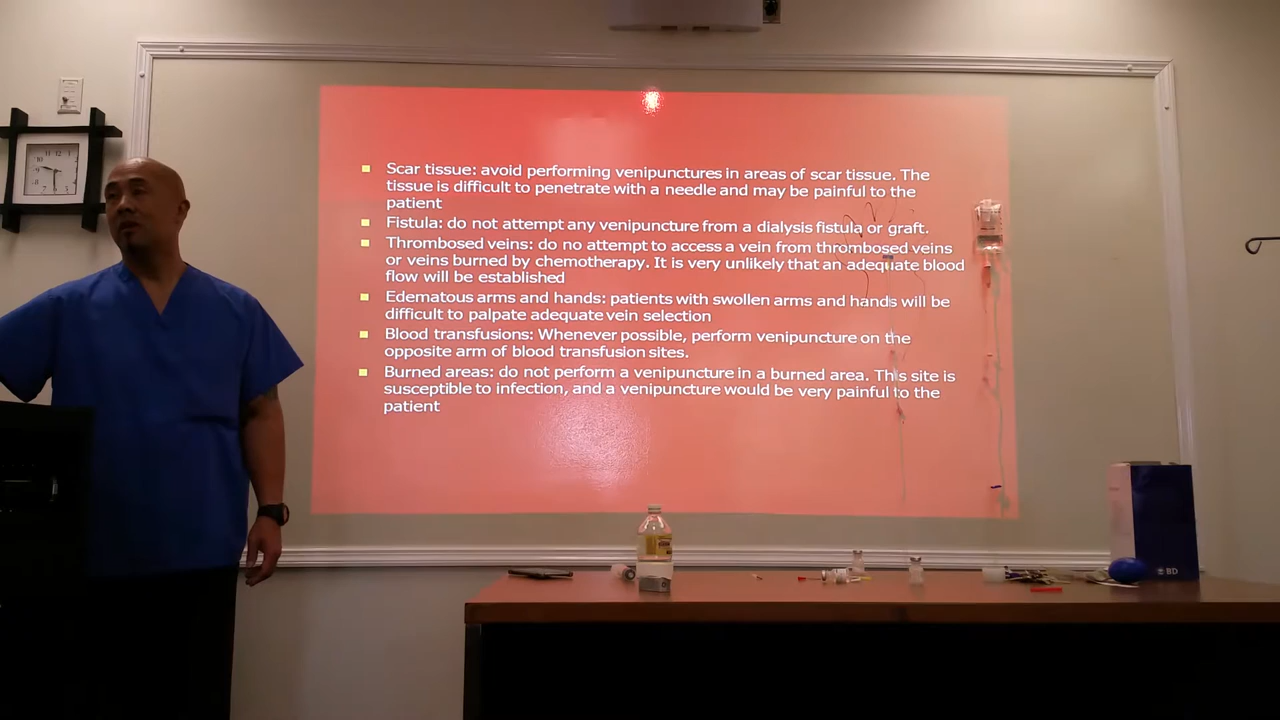 Scar tissue: avoid performing venipunctures in areas of scar tissue. The
tissue is difficult to penetrate with a needle and may be painful to the
patient
Fistula: do not attempt any venipuncture from a dialysis fistula or graft.
Thrombosed veins: do no attempt to access a vein from thrombosed veins
or veins burned by chemotherapy. It is very unlikely that an adequate blood
flow will be established
Edematous arms and hands: patients with swollen arms and hands will be
difficult to palpate adequate vein selection
Blood transfusions: Whenever possible, perform venipuncture on the
opposite arm of blood transfusion sites.
Burned areas: do not perform a venipuncture in a burned area. This site is
susceptible to infection, and a venipuncture would be very painful to the
patient
BD